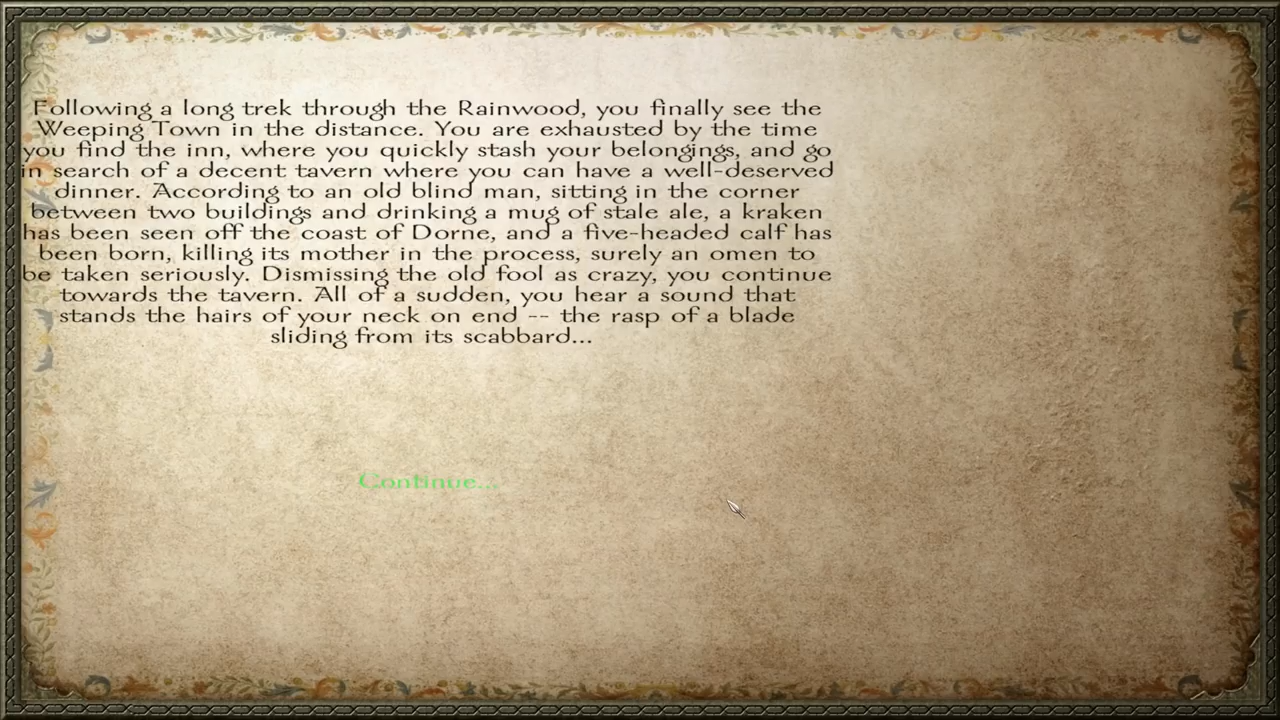 Following a long trek through the Rainwood, you finally see the
Weeping Town in the distance. You are exhausted by the time
you find the inn, where you quickly stash your belongings, and go
in search of a decent tavern where you can have a well-deserved
dinner. According to an old blind man, sitting in the corner
between two buildings and drinking a mug of stale ale, a kraken
has been seen off the coast of Dorne, and a five-headed calf has
been born, killing its mother in the process, surely an omen to
be taken seriously. Dismissing the old fool as crazy, you continue
towards the tavern. All of a sudden, you hear a sound that
stands the hairs of your neck on end -- the rasp of a blade
sliding from its scabbard...
Continue...